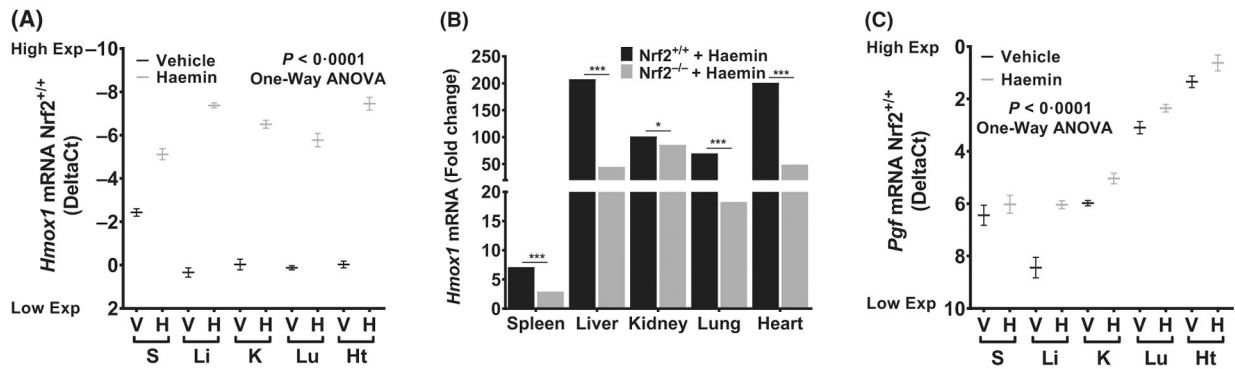 (A)
High Exp
Hmox1 mRNA Nrf2+/+
(DeltaCt)
Low Exp
–10
–8
–6
–4
–2
0
2
Vehicle
Haemin
P < 0·0001
One-Way ANOVA
V H V H V H V H V H
S Li K Lu Ht
(B)
Hmox1 mRNA (Fold change)
250
200
150
100
50
20
15
10
5
0
Nrf2+/+ + Haemin
Nrf2–/– + Haemin
***
***
*
***
***
Spleen Liver Kidney Lung Heart
(C)
High Exp
Pgf mRNA Nrf2+/+
(DeltaCt)
Low Exp
0
2
4
6
8
10
Vehicle
Haemin
P < 0·0001
One-Way ANOVA
V H V H V H V H V H
S Li K Lu Ht